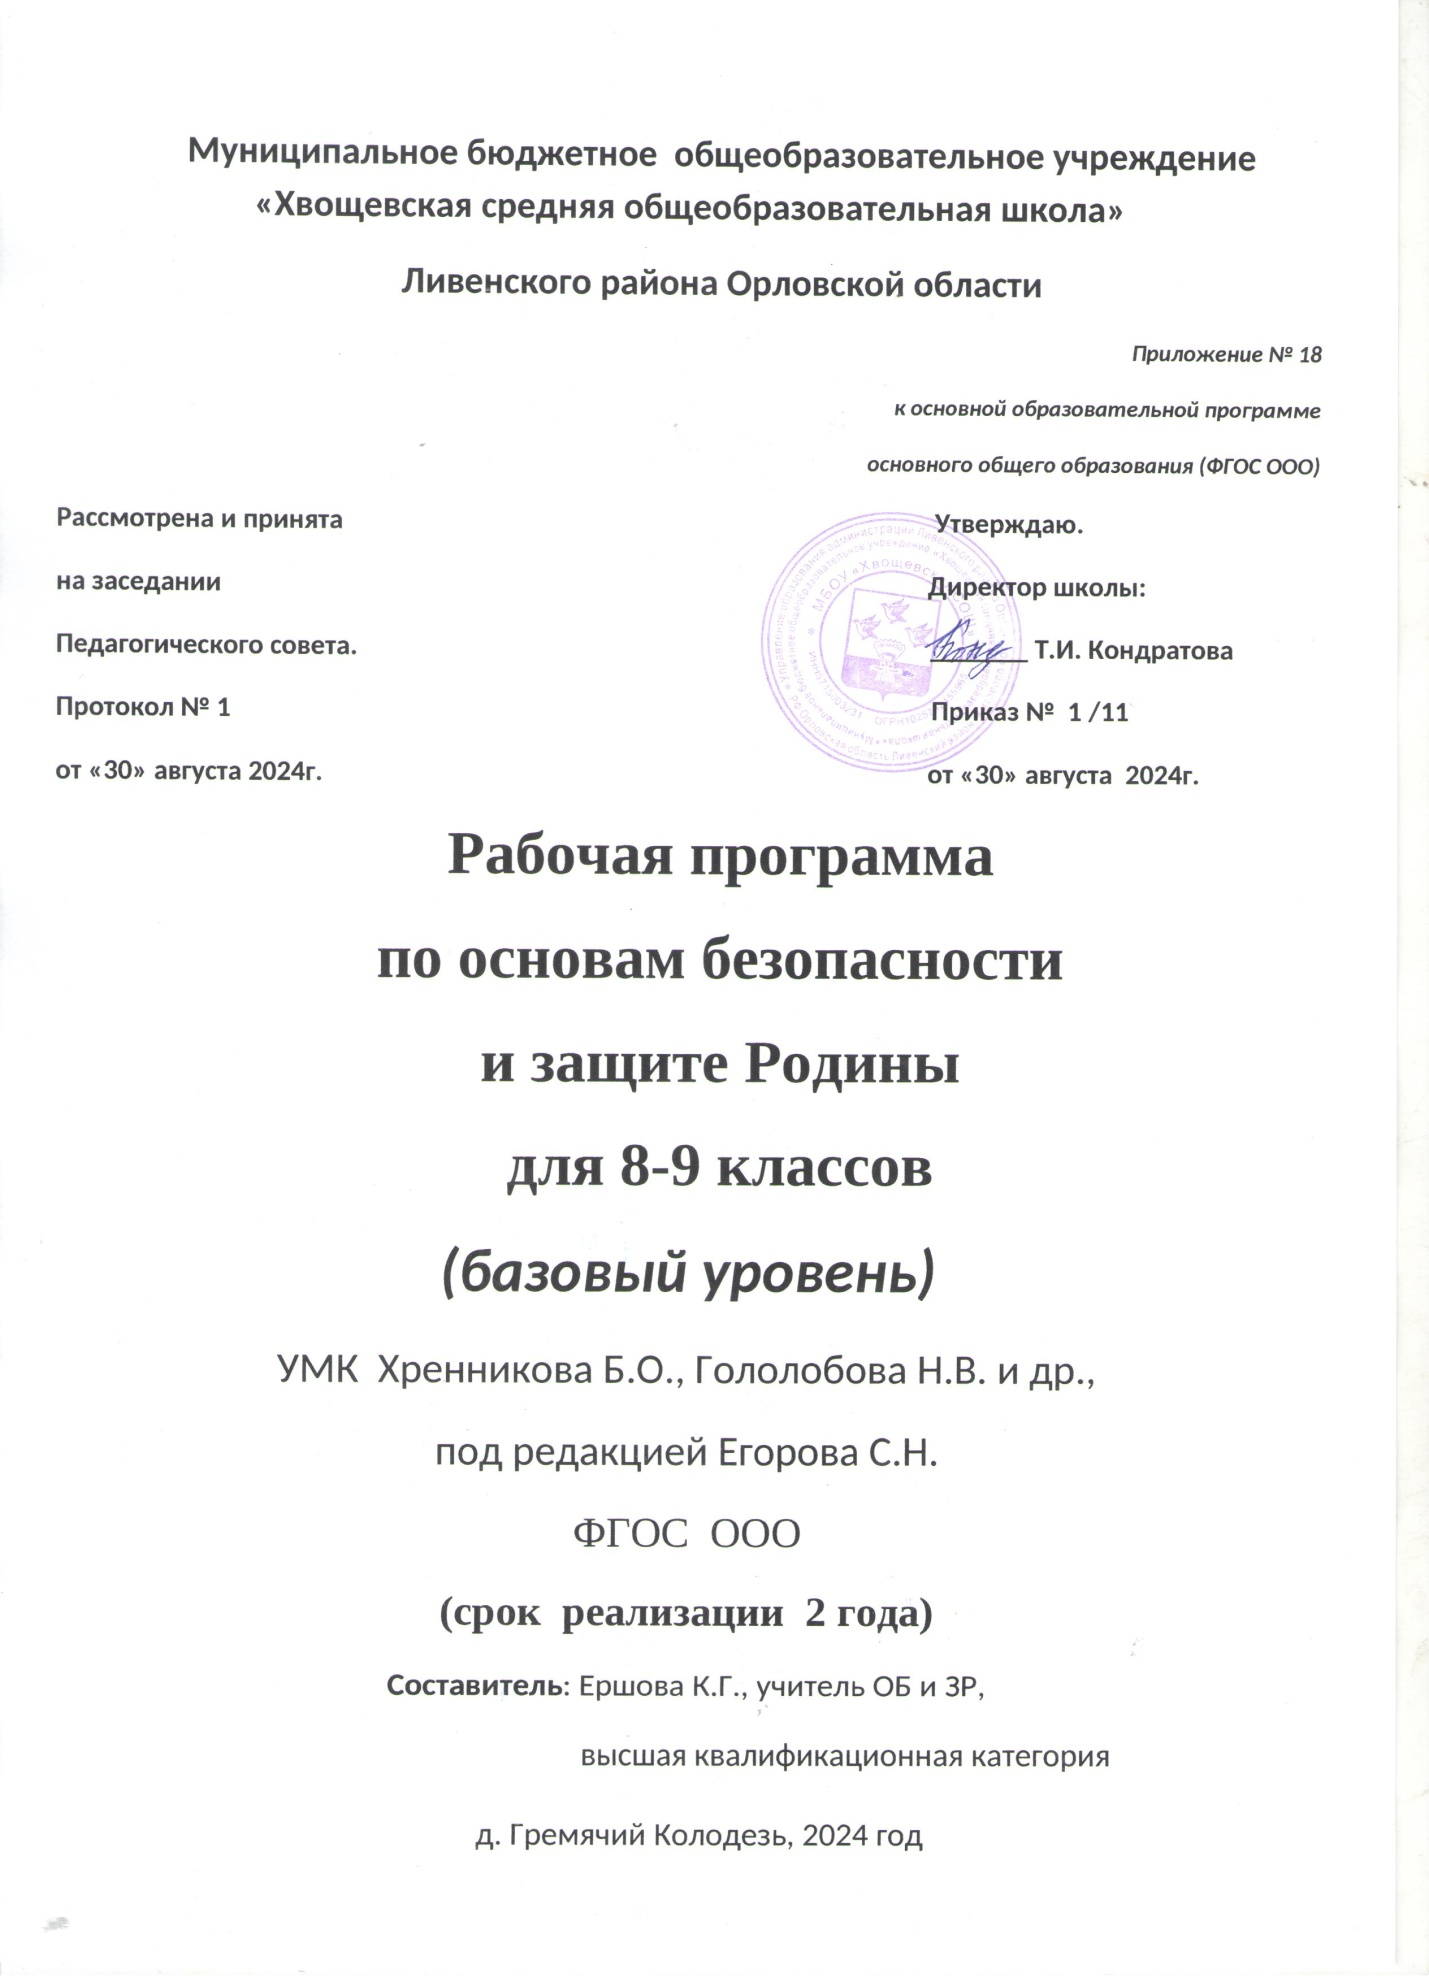 Муниципальное бюджетное общеобразовательное учреждение
«Хвощевская средняя общеобразовательная школа»
Ливенского района Орловской области
Приложение № 18
к основной образовательной программе
основного общего образования (ФГОС ООО)
Рассмотрена и принята
на заседании
Педагогического совета.
Протокол № 1
от «30» августа 2024г.
Утверждаю.
Директор школы:
Т.И. Кондратова
Приказ № 1 /11
от «30» августа 2024г.
МБОУ «Хвощевск
Рабочая программа
по основам безопасности
и защите Родины
для 8-9 классов
(базовый уровень)
УМК Хренникова Б.О., Гололобова Н.В. и др.,
под редакцией Егорова С.Н.
ФГОС ООО
(срок реализации 2 года)
Составитель: Ершова К.Г., учитель ОБ и ЗР,
высшая квалификационная категория
д. Гремячий Колодезь, 2024 год